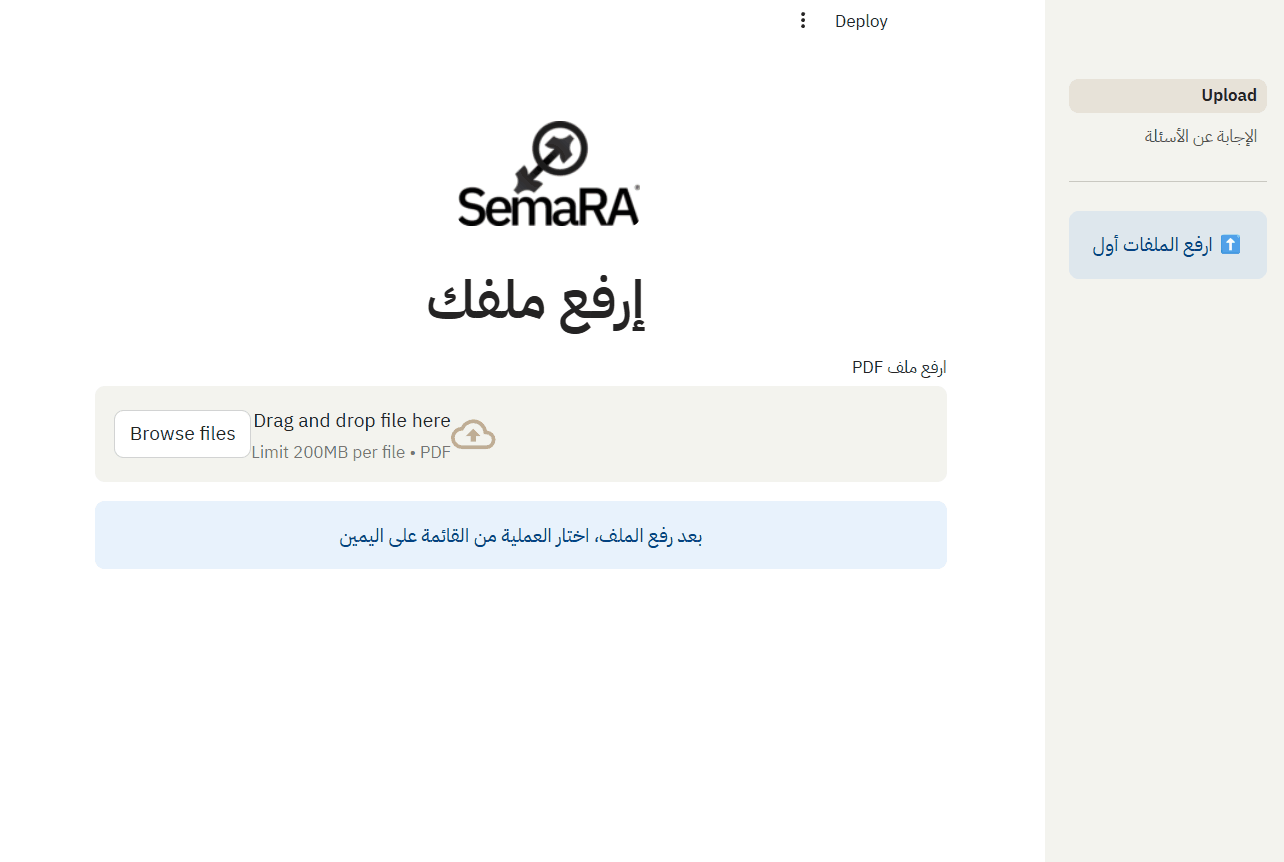 Deploy
Upload
الإجابة عن الأسئلة
ارفع الملفات أول
SemaRA
إرفع ملفك
ارفع ملف PDF
Drag and drop file here
Limit 200MB per file • PDF
Browse files
بعد رفع الملف، اختار العملية من القائمة على اليمين